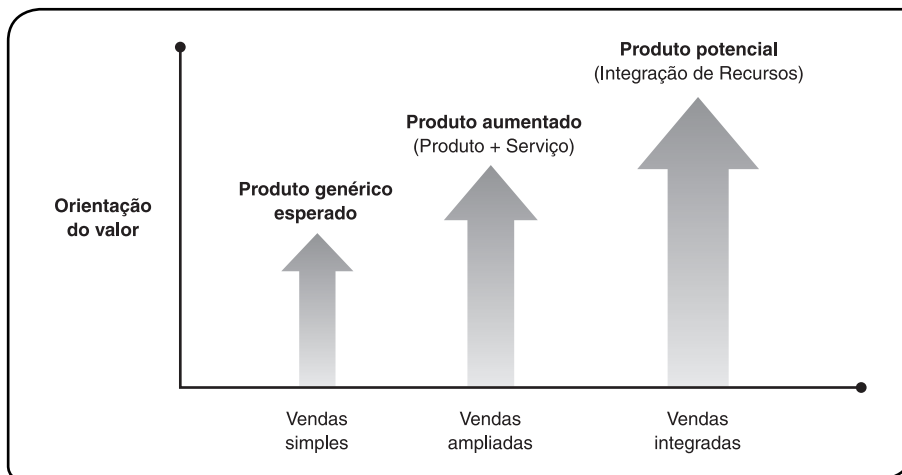 Produto potencial
(Integração de Recursos)
Produto aumentado
(Produto + Serviço)
Produto genérico
esperado
Orientação
do valor
Vendas
simples
Vendas
ampliadas
Vendas
integradas